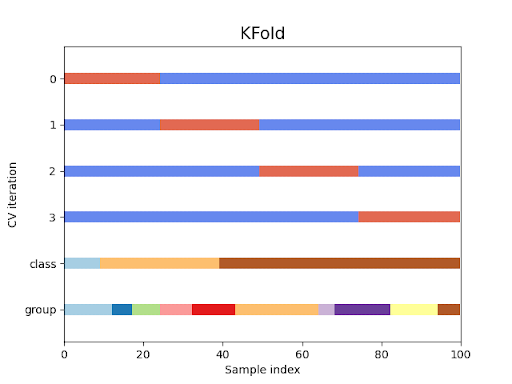 KFold
0
1
2
3
class
group
CV iteration
0 20 40 60 80 100
Sample index